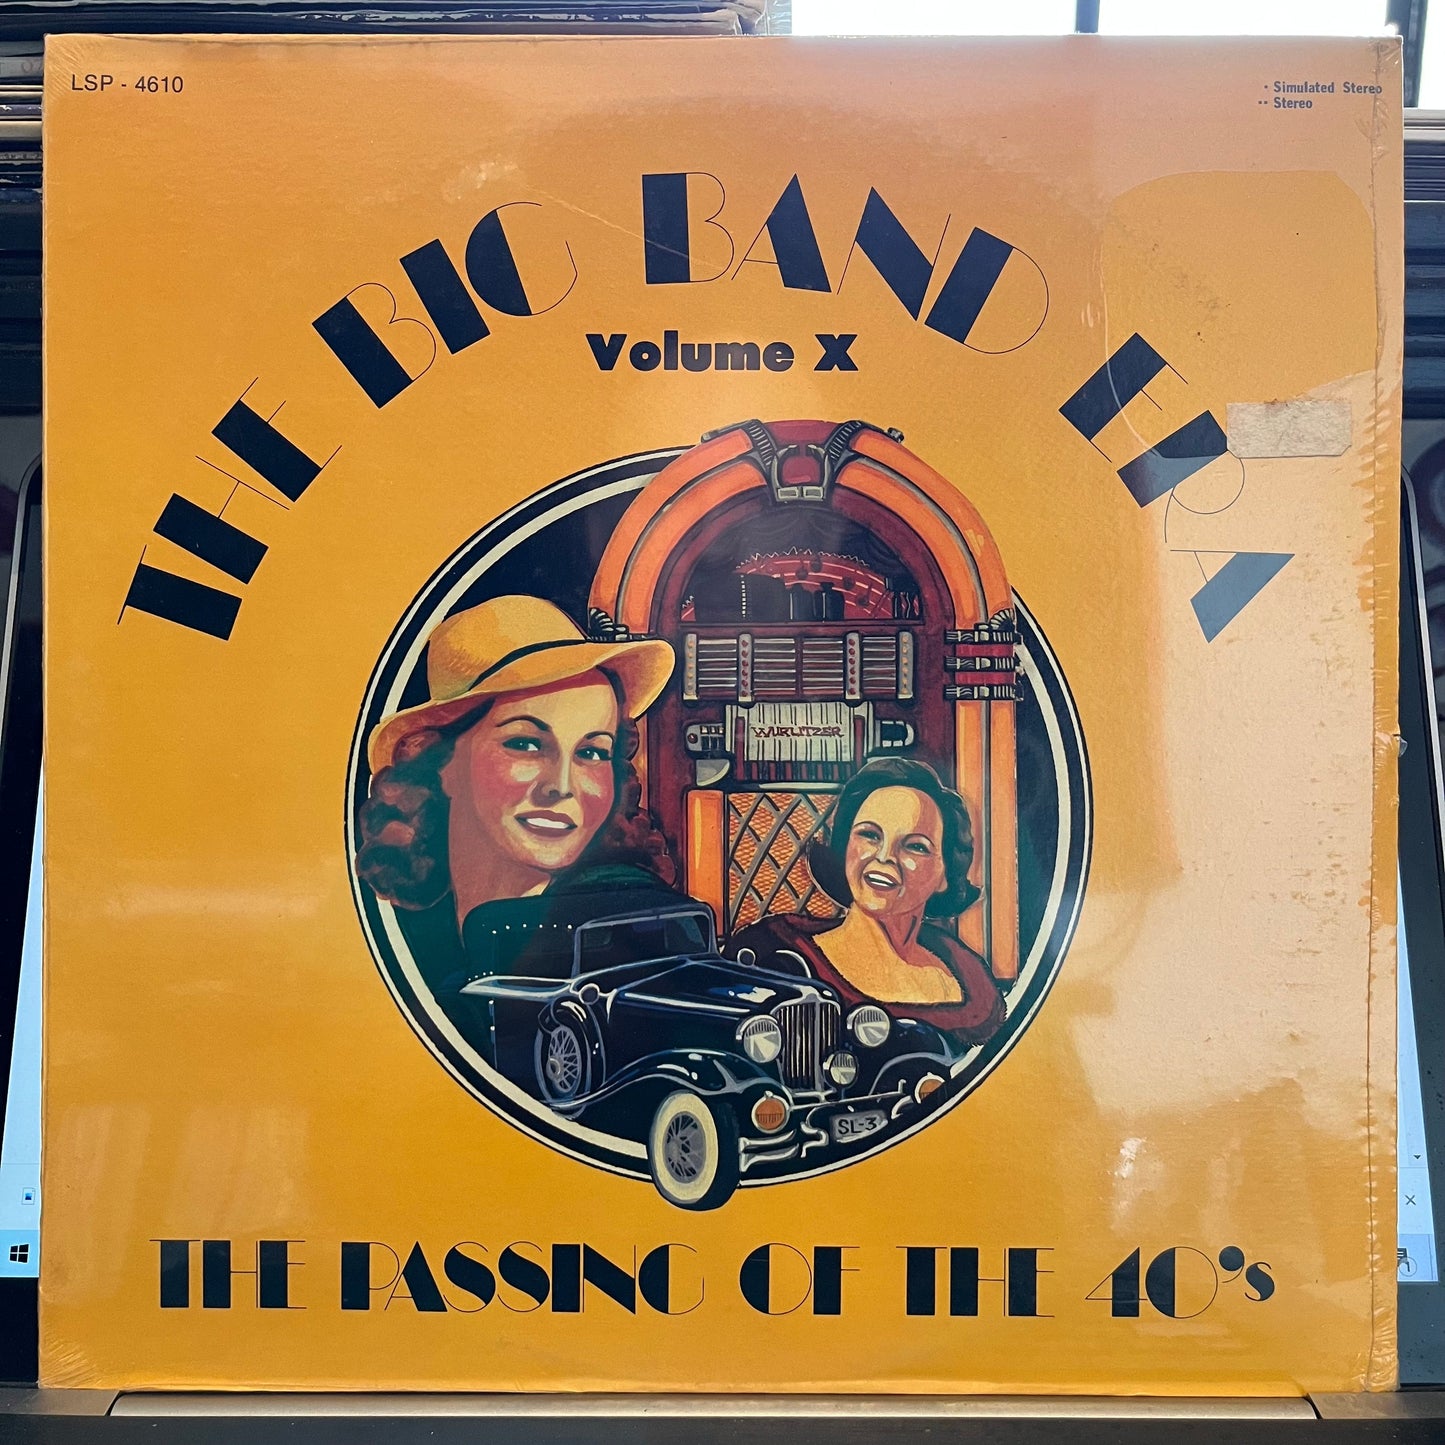 LSP - 4610
• Simulated Stereo
•• Stereo
THE BIG BAND ERA
Volume X
WURLITZER
SL-3
THE PASSING OF THE 40's